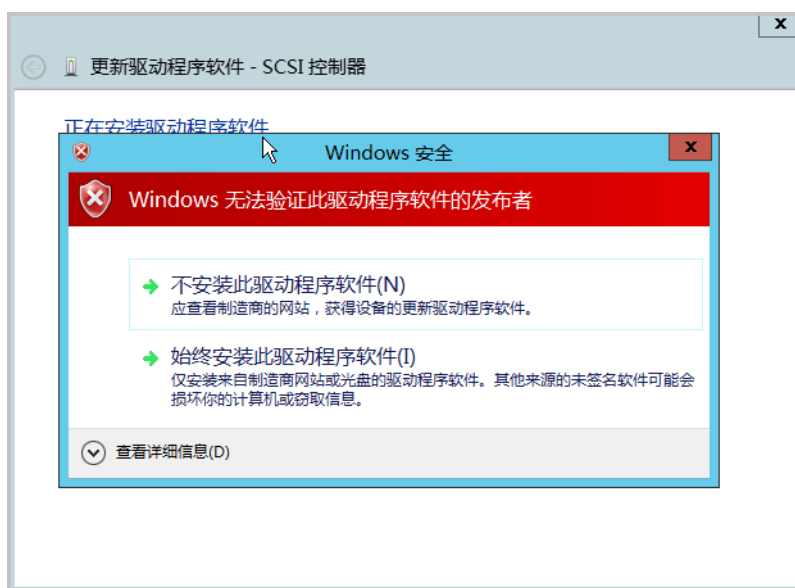 x
更新驱动程序软件 - SCSI 控制器
正在安装驱动程序软件
Windows 安全
x
Windows 无法验证此驱动程序软件的发布者
不安装此驱动程序软件(N)
应查看制造商的网站，获得设备的更新驱动程序软件。
始终安装此驱动程序软件(I)
仅安装来自制造商网站或光盘的驱动程序软件。其他来源的未签名软件可能会
损坏你的计算机或窃取信息。
查看详细信息(D)